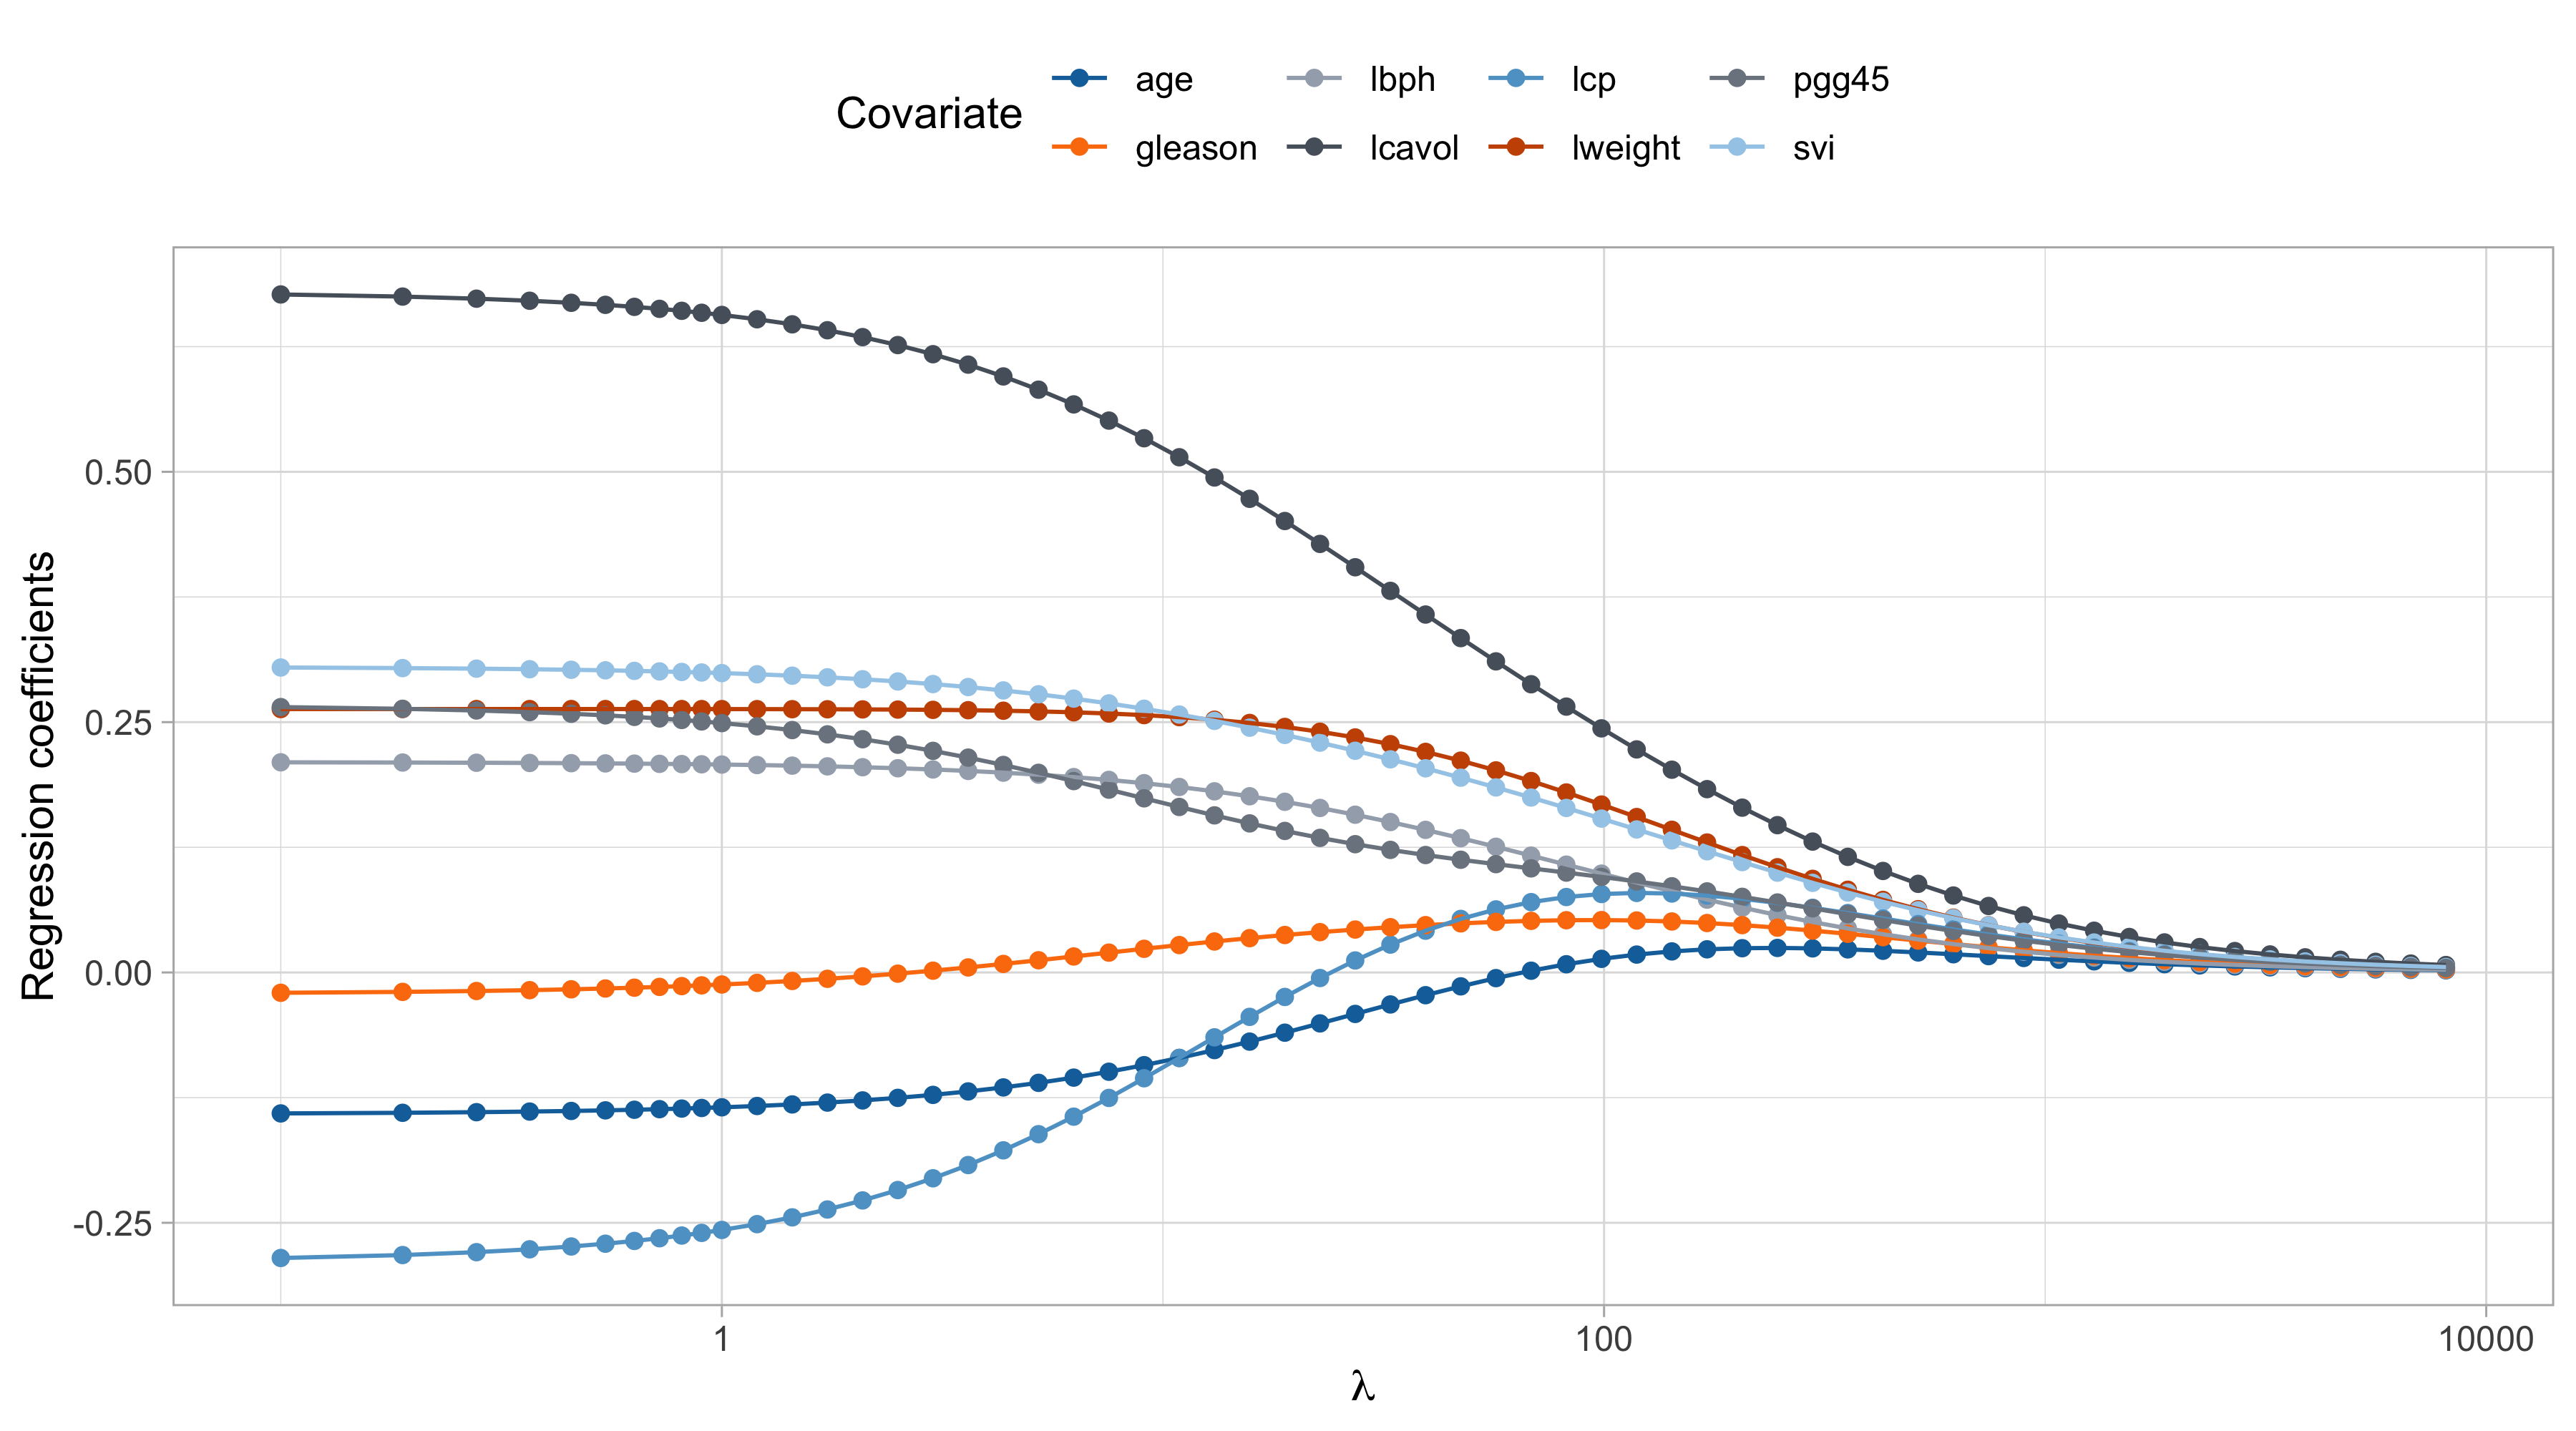 Covariate
age lbph lcp pgg45
gleason lcavol lweight svi
Regression coefficients
0.50
0.25
0.00
-0.25
1 100 10000
λ